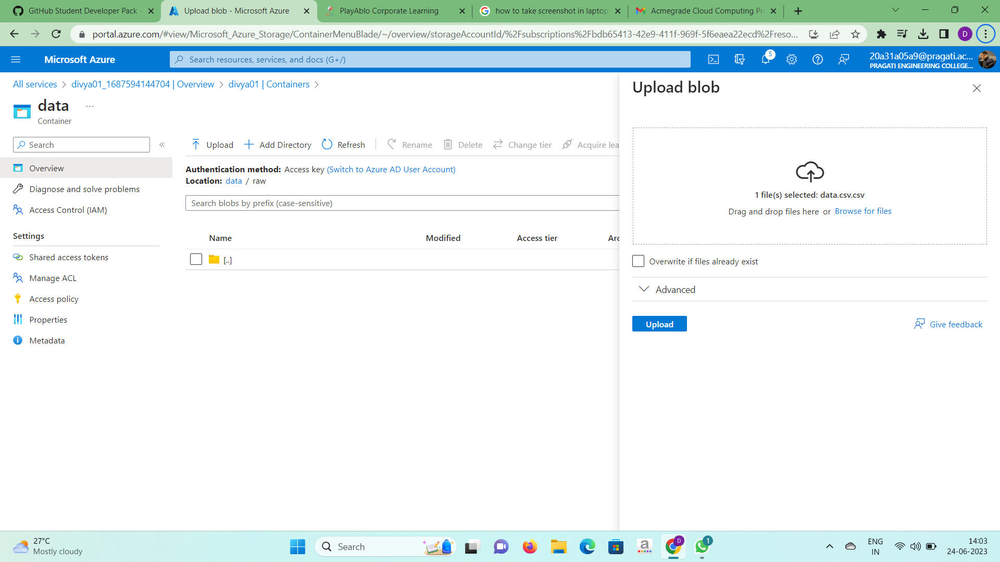 GitHub Student Developer Pack -
Upload blob - Microsoft Azure
PlayAblo Corporate Learning
how to take screenshot in laptop
Acmegrade Cloud Computing Pr
portal.azure.com/#view/Microsoft_Azure_Storage/ContainerMenuBlade/~/overview/storageAccountId/%2Fsubscriptions%2Fbdb65413-42e9-411f-969f-5f6eaea22ecd%2Freso...
D
Microsoft Azure
Search resources, services, and docs (G+/)
5
20a31a05a9@pragati.ac...
PRAGATI ENGINEERING COLLEGE...
All services > divya01_1687594144704 | Overview > divya01 | Containers >
data ...
Container
Search
«
Overview
Diagnose and solve problems
Access Control (IAM)
Settings
Shared access tokens
Manage ACL
Access policy
Properties
Metadata
Upload
Add Directory
Refresh
Rename
Delete
Change tier
Acquire lea
Authentication method: Access key (Switch to Azure AD User Account)
Location: data / raw
Search blobs by prefix (case-sensitive)
Name Modified Access tier Arc
[..]
Upload blob
1 file(s) selected: data.csv.csv
Drag and drop files here or Browse for files
Overwrite if files already exist
Advanced
Upload
Give feedback
27°C
Mostly cloudy
Search
a
D
1
ENG
IN
14:03
24-06-2023